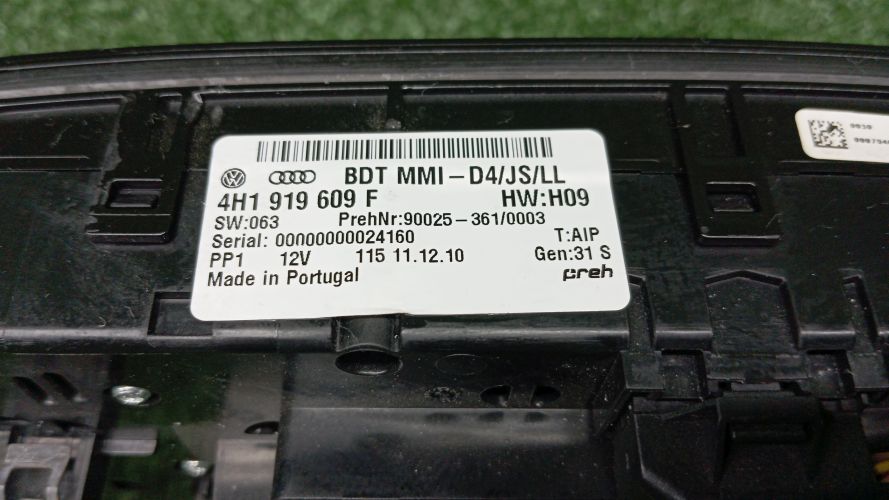 BDT MMI-D4/JS/LL
4H1 919 609 F HW:H09
SW:063 PrehNr:90025-361/0003
Serial: 00000000024160 T:AIP
PP1 12V 115 11.12.10 Gen:31 S
Made in Portugal preh
0030